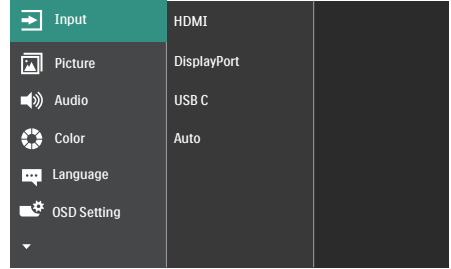 Input
HDMI
Picture
DisplayPort
Audio
USB C
Color
Auto
Language
OSD Setting